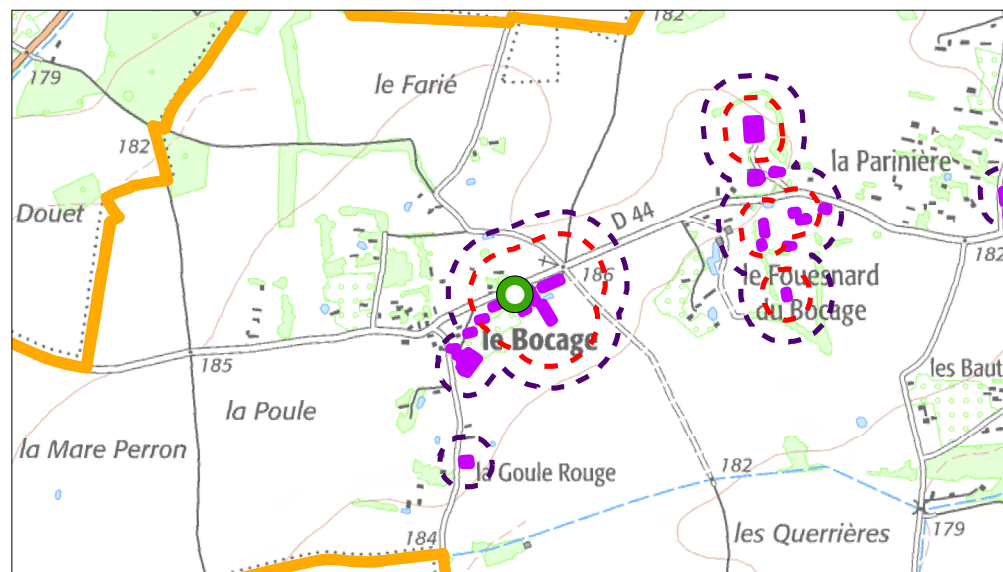 182
179
le Farié
182
la Parinière
Douet
D 44
182
186
le Fouesnard
du Bocage
le Bocage
185
les Baut
la Poule
la Mare Perron
182
la Goule Rouge
179
184
les Querrières